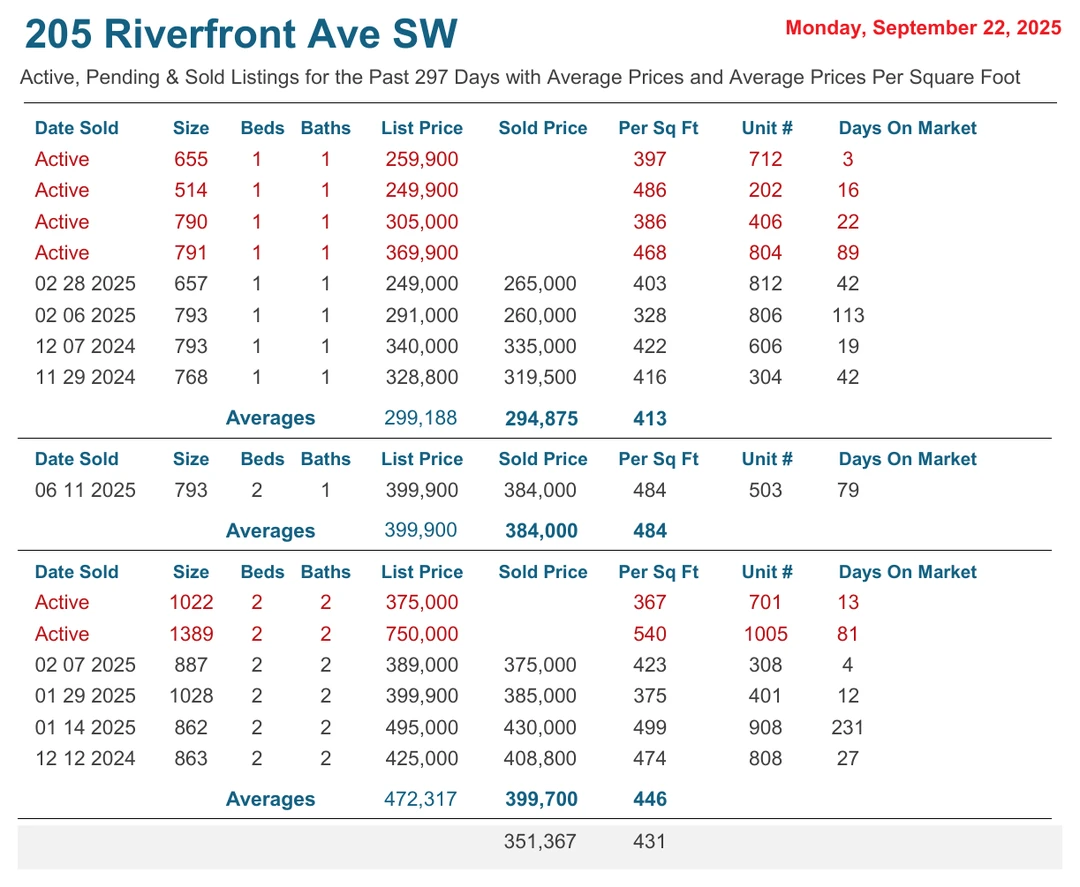 205 Riverfront Ave SW
Monday, September 22, 2025
Active, Pending & Sold Listings for the Past 297 Days with Average Prices and Average Prices Per Square Foot
Date Sold Size Beds Baths List Price Sold Price Per Sq Ft Unit # Days On Market
Active 655 1 1 259,900 397 712 3
Active 514 1 1 249,900 486 202 16
Active 790 1 1 305,000 386 406 22
Active 791 1 1 369,900 468 804 89
02 28 2025 657 1 1 249,000 265,000 403 812 42
02 06 2025 793 1 1 291,000 260,000 328 806 113
12 07 2024 793 1 1 340,000 335,000 422 606 19
11 29 2024 768 1 1 328,800 319,500 416 304 42
Averages 299,188 294,875 413
Date Sold Size Beds Baths List Price Sold Price Per Sq Ft Unit # Days On Market
06 11 2025 793 2 1 399,900 384,000 484 503 79
Averages 399,900 384,000 484
Date Sold Size Beds Baths List Price Sold Price Per Sq Ft Unit # Days On Market
Active 1022 2 2 375,000 367 701 13
Active 1389 2 2 750,000 540 1005 81
02 07 2025 887 2 2 389,000 375,000 423 308 4
01 29 2025 1028 2 2 399,900 385,000 375 401 12
01 14 2025 862 2 2 495,000 430,000 499 908 231
12 12 2024 863 2 2 425,000 408,800 474 808 27
Averages 472,317 399,700 446
351,367 431